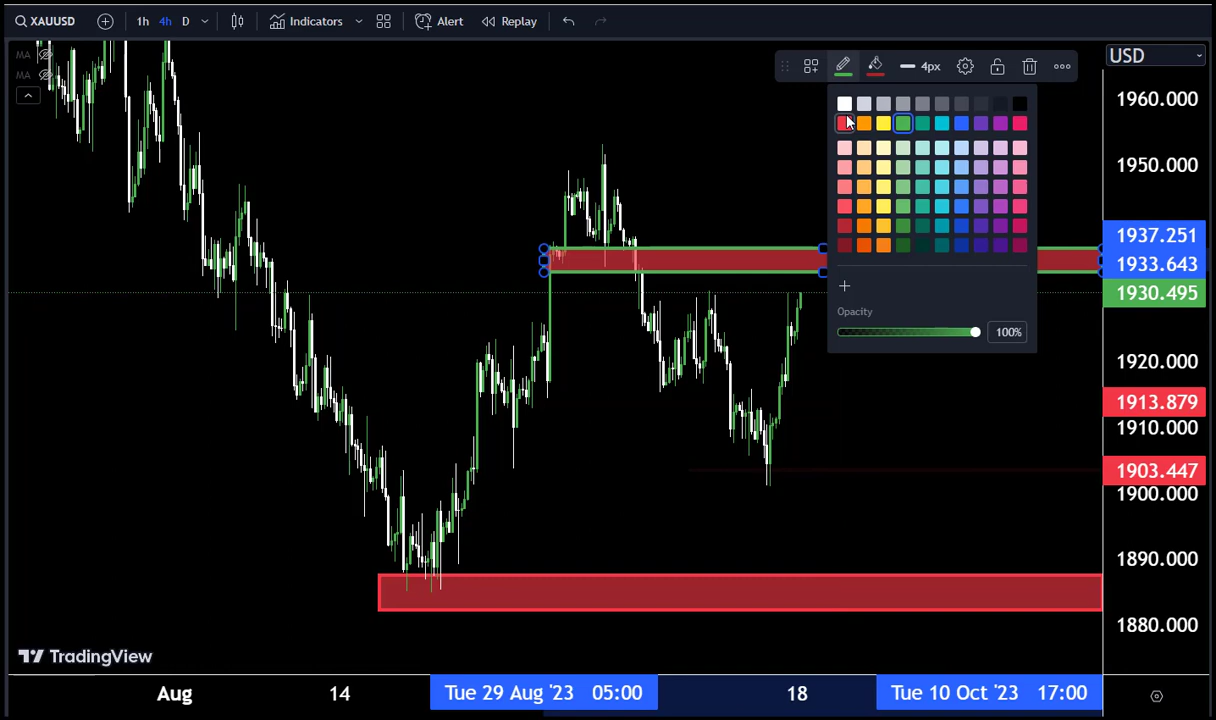 XAUUSD 1h 4h D Indicators Alert Replay
MA
MA
4px
USD
1960.000
1950.000
1937.251
1933.643
1930.495
Opacity
100%
1920.000
1913.879
1910.000
1903.447
1900.000
1890.000
1880.000
TradingView
Aug 14 Tue 29 Aug '23 05:00 18 Tue 10 Oct '23 17:00